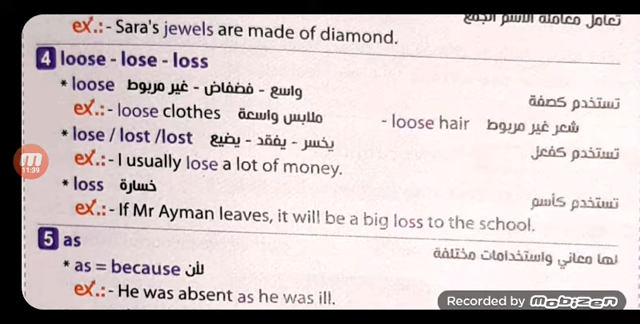 تعامل معاملة الاسم الجمع
ex.:- Sara's jewels are made of diamond.
4 loose - lose - loss
* loose واسع - فضفاض - غير مربوط تستخدم كصفة
ex.:- loose clothes ملابس واسعة - loose hair شعر غير مربوط
* lose / lost /lost يخسر - يفقد - يضيع تستخدم كفعل
ex.:- I usually lose a lot of money.
* loss خسارة تستخدم كأسم
ex.:- If Mr Ayman leaves, it will be a big loss to the school.
5 as لها معاني واستخدامات مختلفة
* as = because لأن
ex.:- He was absent as he was ill.
11:39
Recorded by mobizen